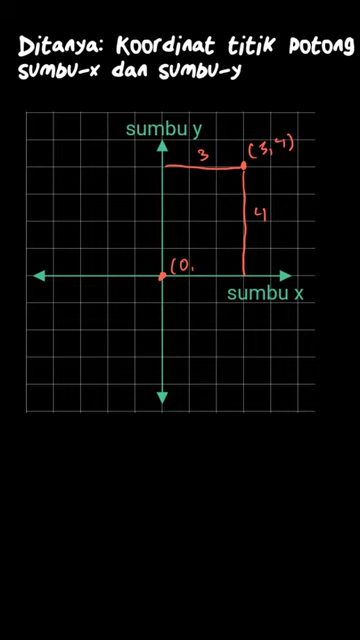 Ditanya: Koordinat titik potong
sumbu-x dan sumbu-y
sumbu y
3
(3,4)
4
(0,
sumbu x